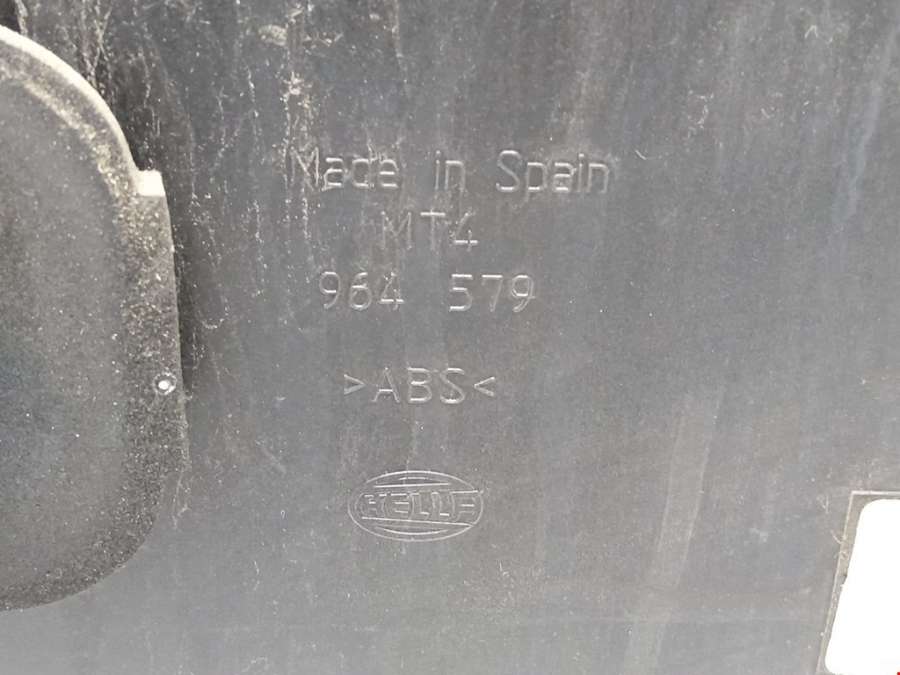 Made in Spain
MT4
964 579
>ABS<
HELLA